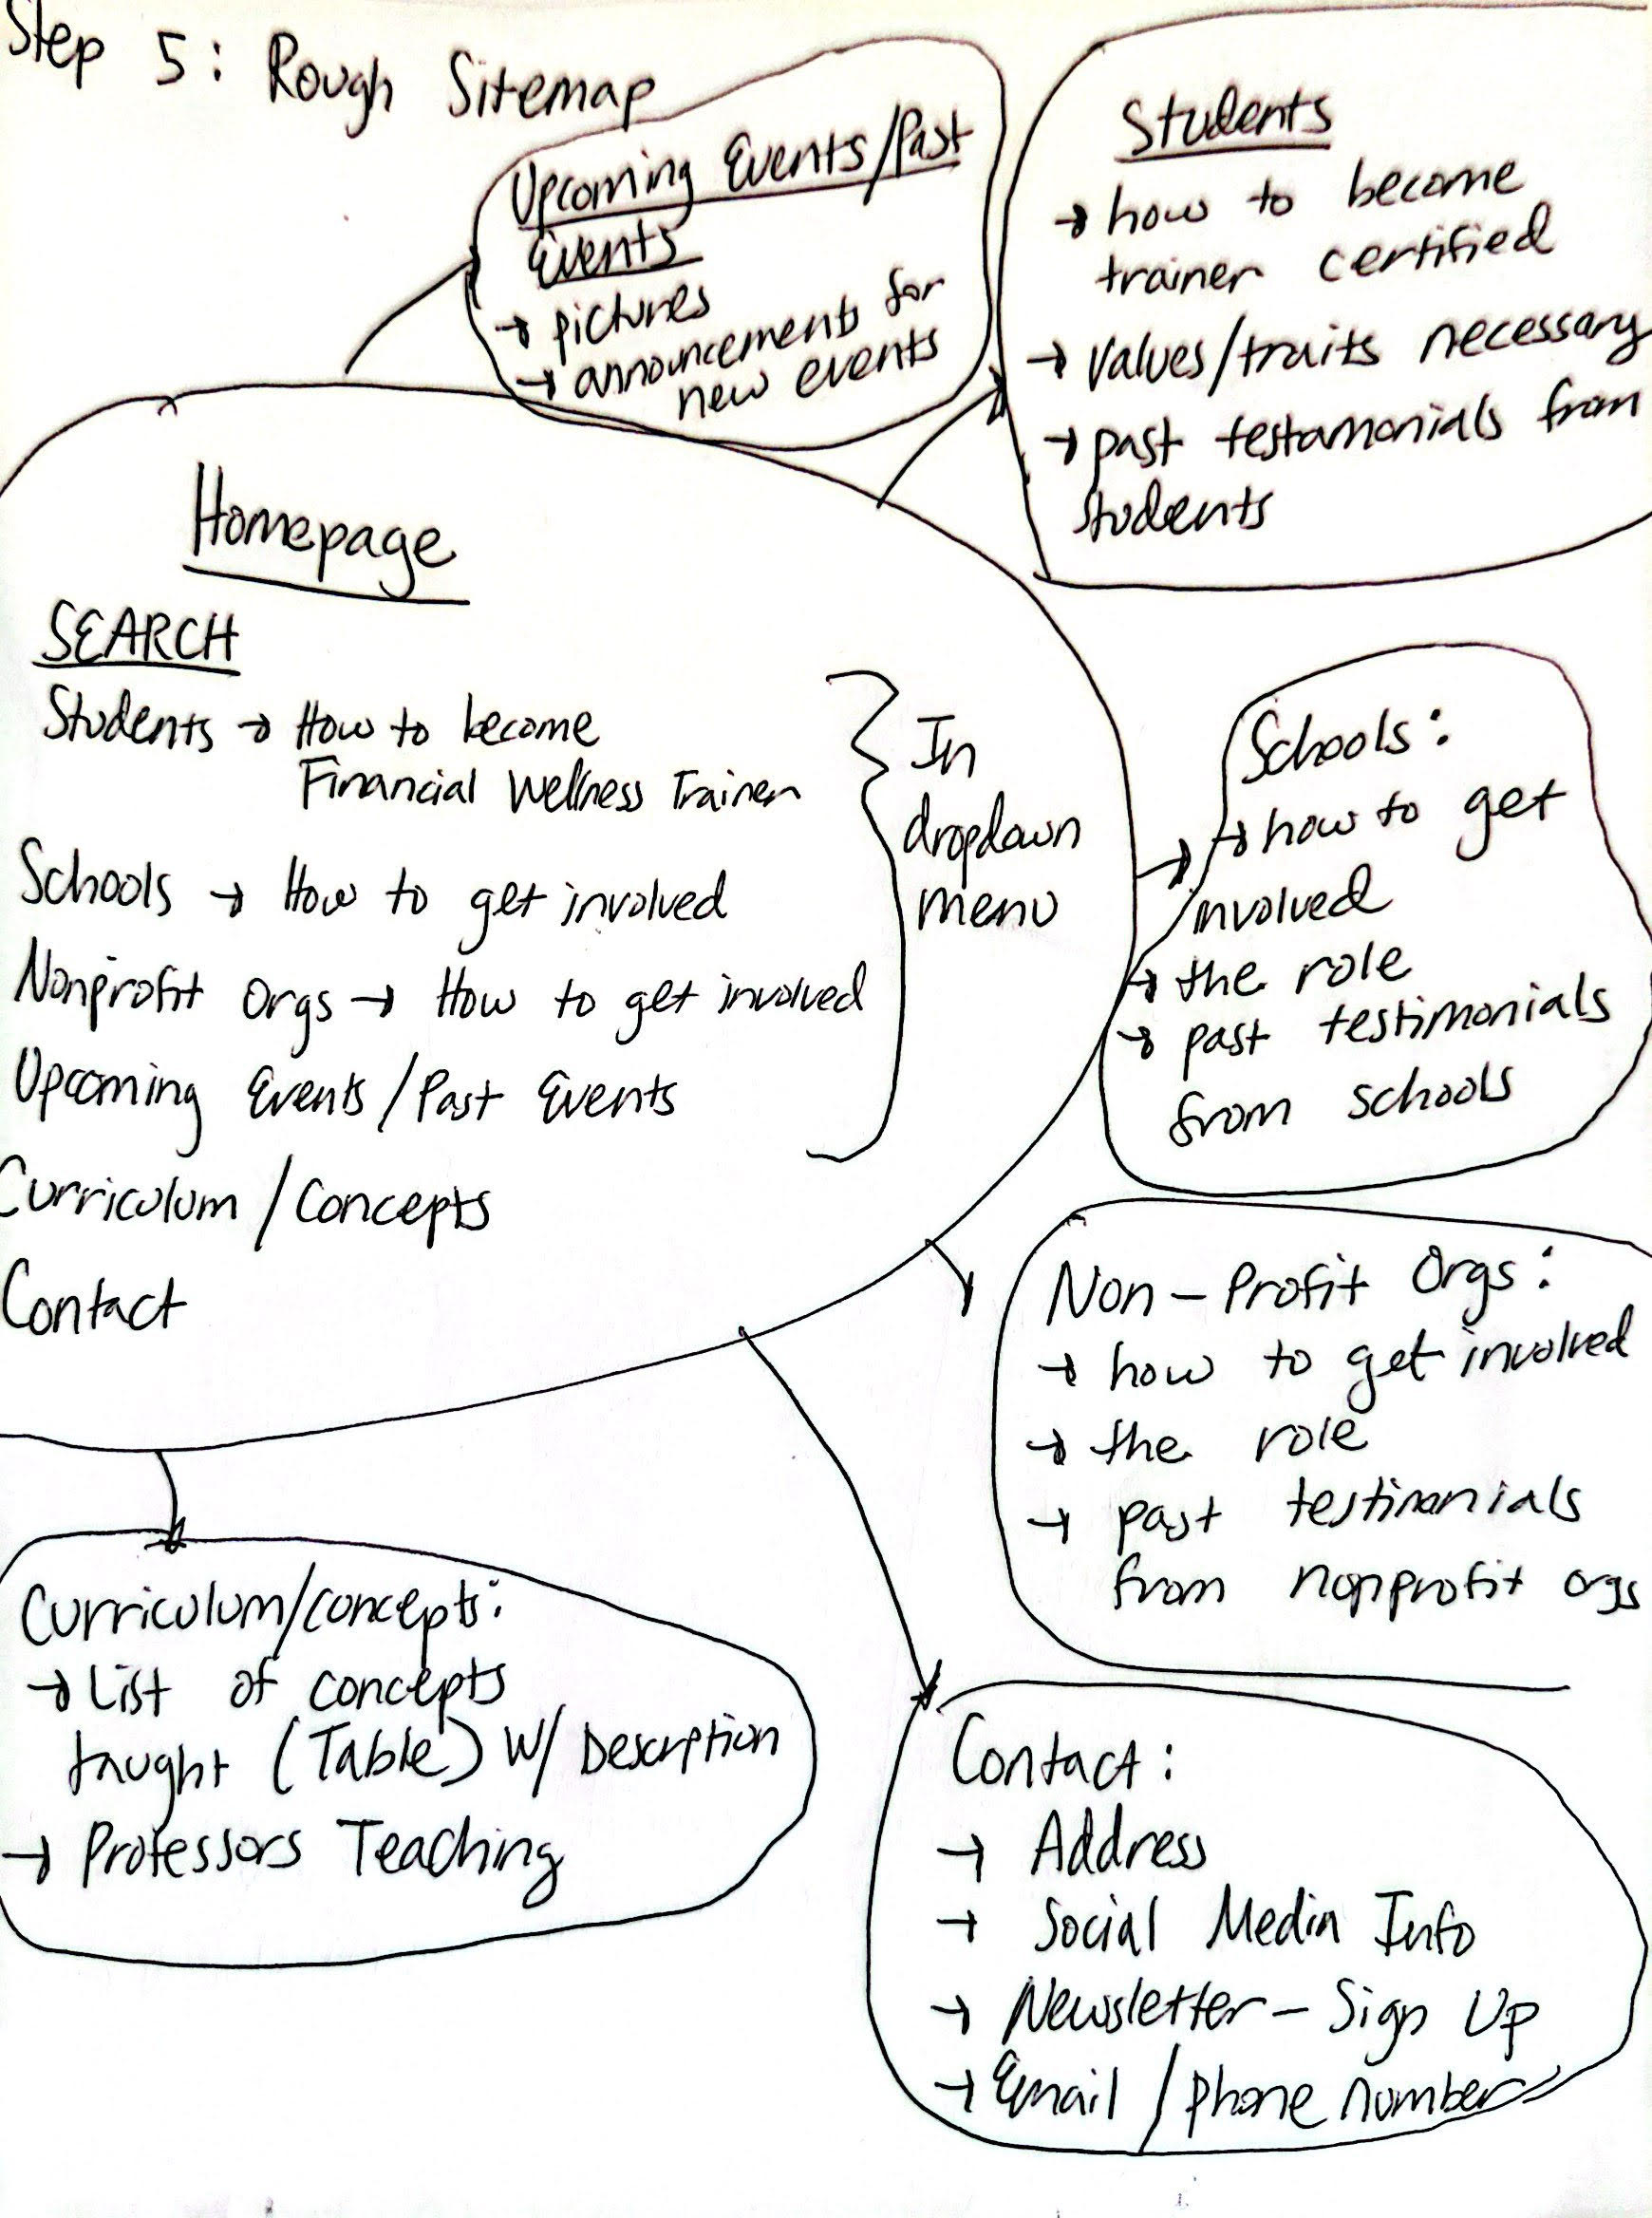 Step 5: Rough Sitemap
Upcoming Events/Past
Events
→ pictures
→ announcements for
new events
Students
→ how to become
trainer certified
→ values/traits necessary
→ past testamonials from
students
Homepage
SEARCH
Students → How to become
Financial Wellness Trainer
Schools → How to get involved
Nonprofit Orgs → How to get involved
Upcoming Events/Past Events
In
dropdown
menu
Curriculum/Concepts
Contact
Schools:
→ how to get
involved
→ the role
→ past testimonials
from schools
Non-Profit Orgs:
→ how to get involved
→ the role
→ past testimonials
from nonprofit orgs
Curriculum/concepts:
→ List of concepts
taught (Table) w/ Description
→ Professors Teaching
Contact:
→ Address
→ Social Media Info
→ Newsletter - Sign Up
→ Email / phone number